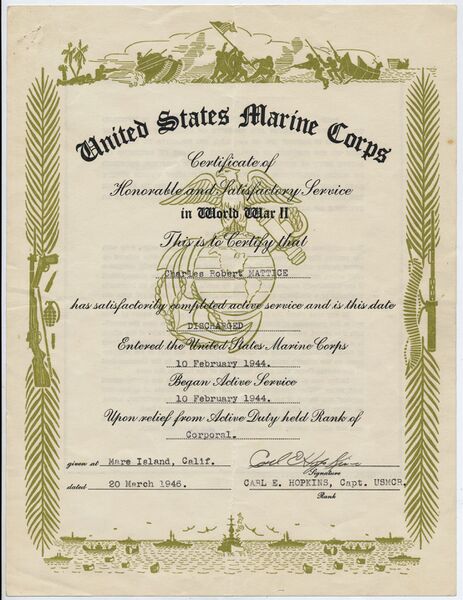 United States Marine Corps
Certificate of
Honorable and Satisfactory Service
in World War II
This is to Certify that
Charles Robert MATTICE
has satisfactorily completed active service and is this date
DISCHARGED
Entered the United States Marine Corps
10 February 1944.
Began Active Service
10 February 1944.
Upon relief from Active Duty held Rank of
Corporal.
given at Mare Island, Calif. Carl E Hopkins
Signature
dated 20 March 1946. CARL E. HOPKINS, Capt. USMCR.
Rank